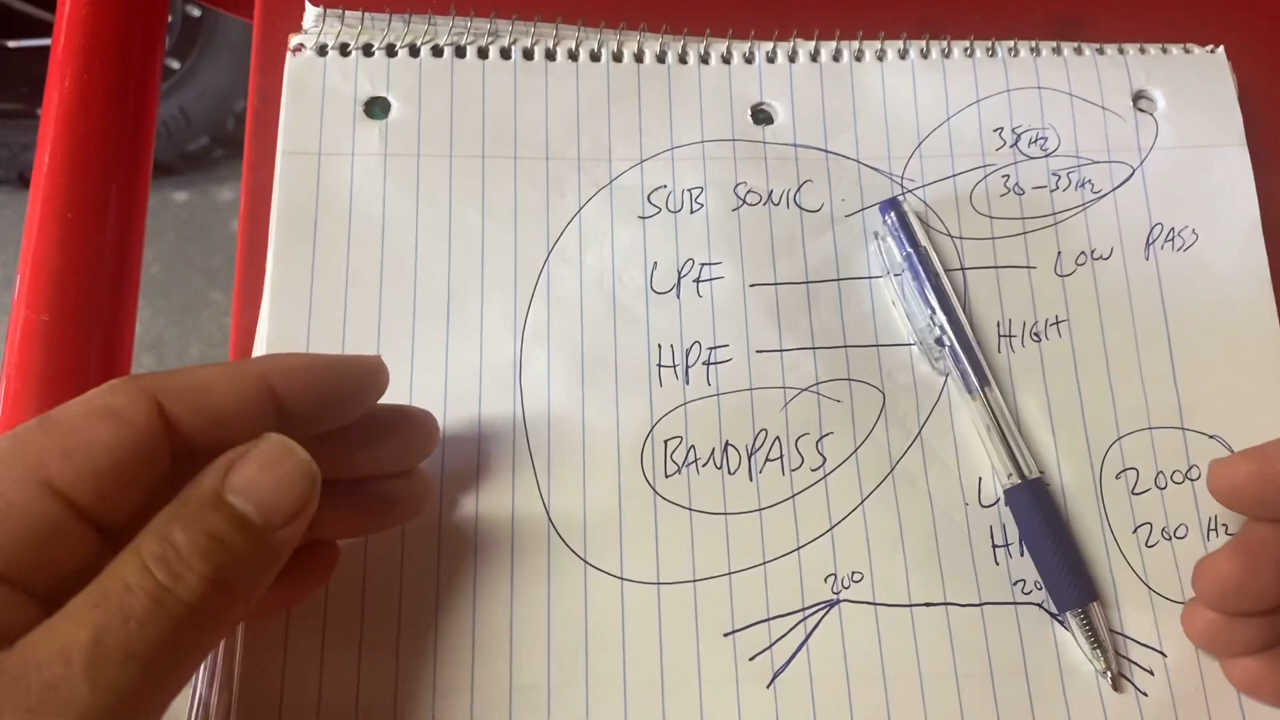 35Hz
30-35Hz
SUB SONIC
LPF LOW PASS
HPF HIGH
BANDPASS
2000
200 Hz
200